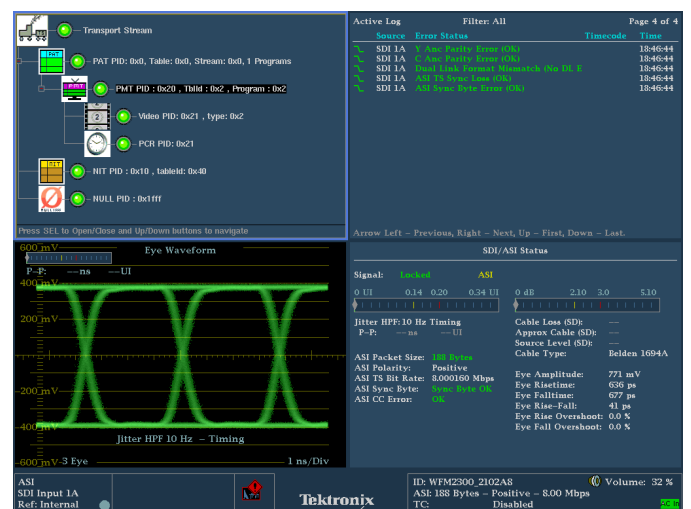 Transport Stream
PAT
PAT PID: 0x0, Table: 0x0, Stream: 0x0, 1 Programs
PMT
PMT PID : 0x20 , TblId : 0x2 , Program : 0x2
2
Video PID: 0x21 , type: 0x2
PCR PID: 0x21
NIT
NIT PID : 0x10 , tableId: 0x40
NULL PID : 0x1fff
Press SEL to Open/Close and Up/Down buttons to navigate
Active Log Filter: All Page 4 of 4
Source Error Status Timecode Time
SDI 1A Y Anc Parity Error (OK) 18:46:44
SDI 1A C Anc Parity Error (OK) 18:46:44
SDI 1A Dual Link Format Mismatch (No DL E 18:46:44
SDI 1A ASI TS Sync Loss (OK) 18:46:44
SDI 1A ASI Sync Byte Error (OK) 18:46:44
Arrow Left – Previous, Right – Next, Up – First, Down – Last.
600 mV Eye Waveform
P–P: ––ns ––UI
400 mV
200 mV
–200 mV
–400 mV
Jitter HPF 10 Hz – Timing
–600 mV–3 Eye 1 ns/Div
SDI/ASI Status
Signal: Locked ASI
0 UI 0.14 0.20 0.34 UI
0 dB 2.10 3.0 5.10
Jitter HPF: 10 Hz Timing
P–P: ––ns ––UI
ASI Packet Size: 188 Bytes
ASI Polarity: Positive
ASI TS Bit Rate: 8.000160 Mbps
ASI Sync Byte: Sync Byte OK
ASI CC Error: OK
Cable Loss (SD): ––
Approx Cable (SD): ––
Source Level (SD): ––
Cable Type: Belden 1694A
Eye Amplitude: 771 mV
Eye Risetime: 636 ps
Eye Falltime: 677 ps
Eye Rise–Fall: 41 ps
Eye Rise Overshoot: 0.0 %
Eye Fall Overshoot: 0.0 %
ASI
SDI Input 1A
Ref: Internal
Tektronix
ID: WFM2300_2102A8 Volume: 32 %
ASI: 188 Bytes – Positive – 8.00 Mbps
TC: Disabled